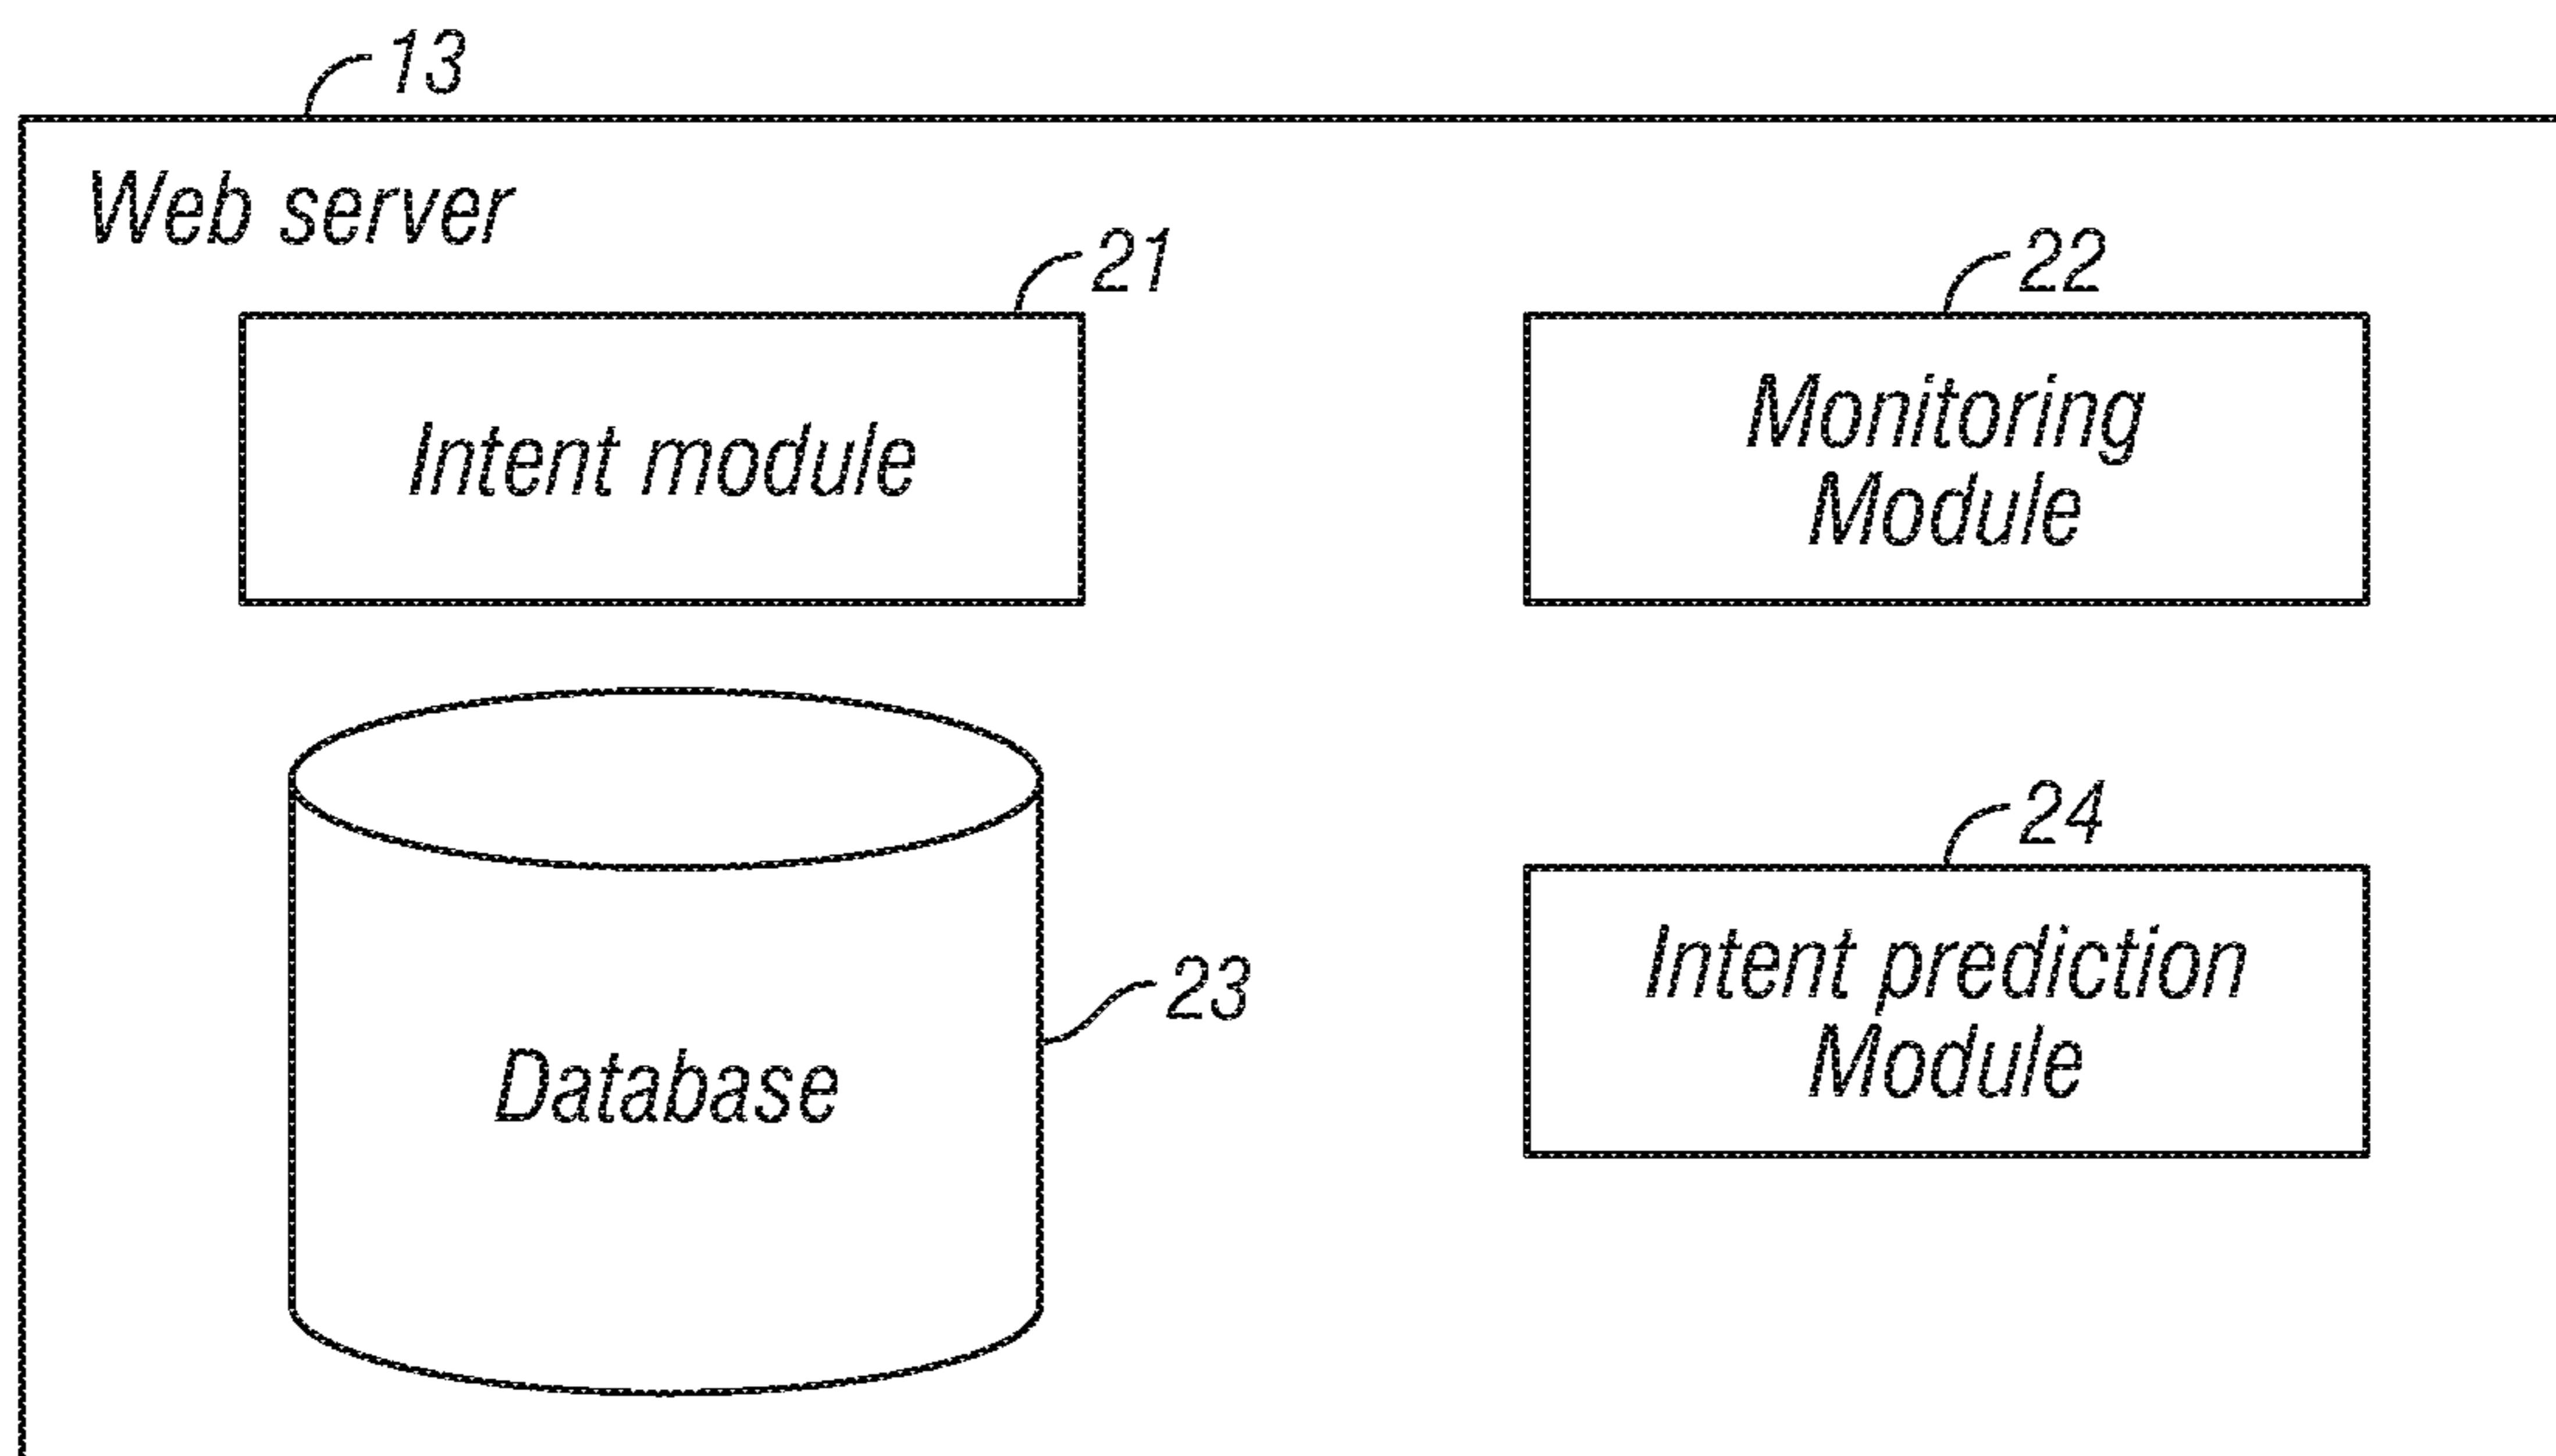 13
Web server
21
22
Intent module
Monitoring
Module
24
Intent prediction
Module
23
Database